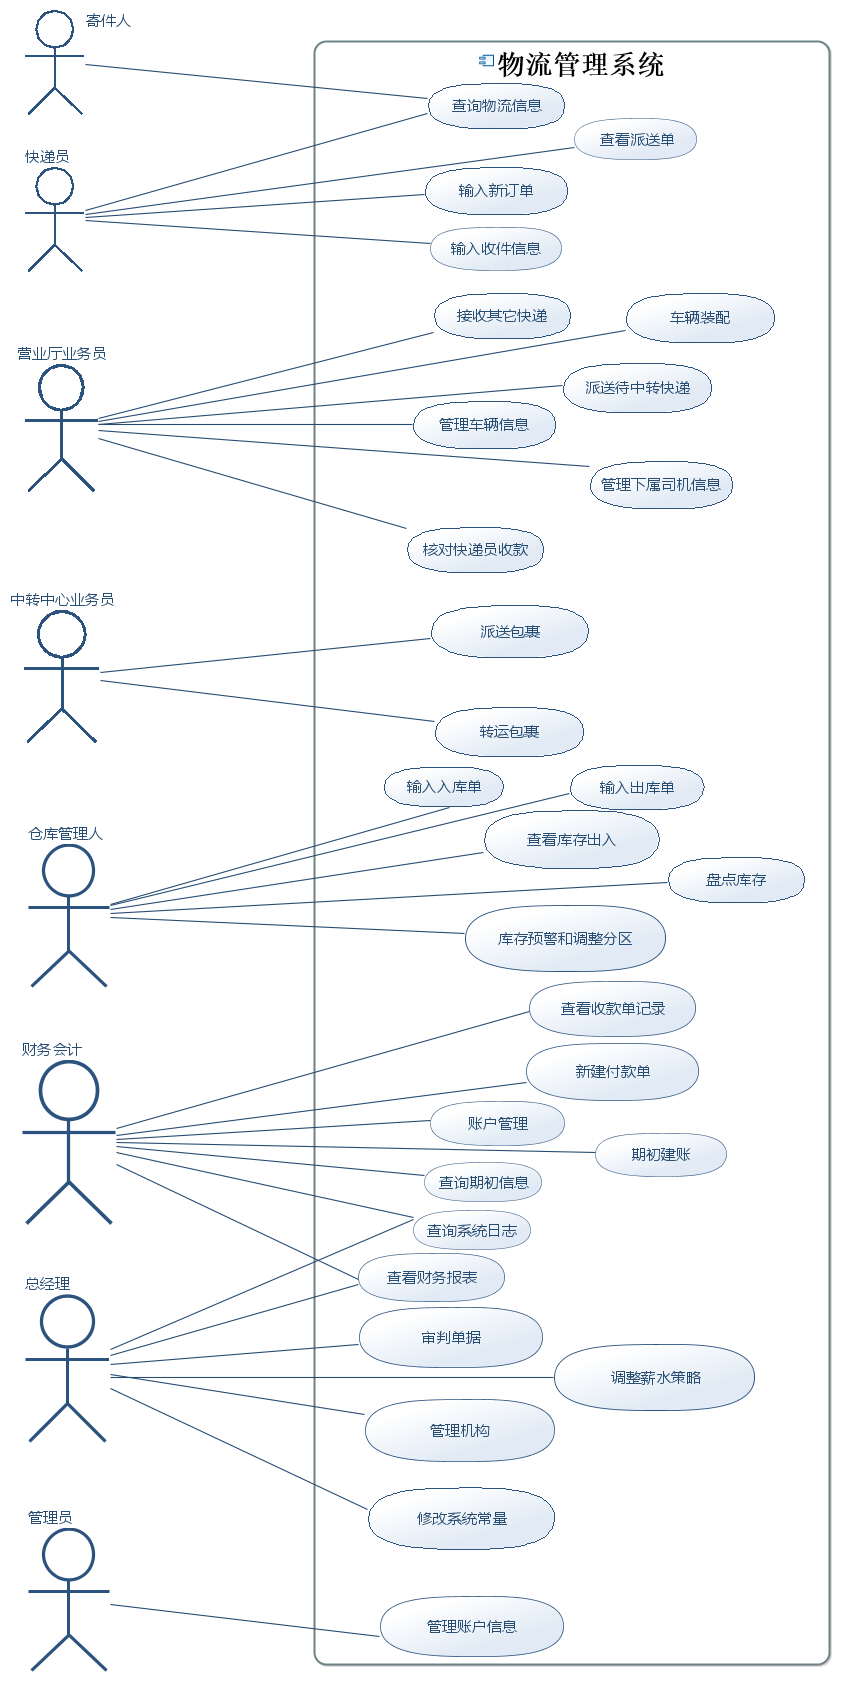 寄件人
物流管理系统
查询物流信息
查看派送单
快递员
输入新订单
输入收件信息
接收其它快递
车辆装配
营业厅业务员
派送待中转快递
管理车辆信息
管理下属司机信息
核对快递员收款
中转中心业务员
派送包裹
转运包裹
输入入库单
输入出库单
仓库管理人
查看库存出入
盘点库存
库存预警和调整分区
查看收款单记录
财务会计
新建付款单
账户管理
期初建账
查询期初信息
查询系统日志
查看财务报表
总经理
审判单据
调整薪水策略
管理机构
修改系统常量
管理员
管理账户信息